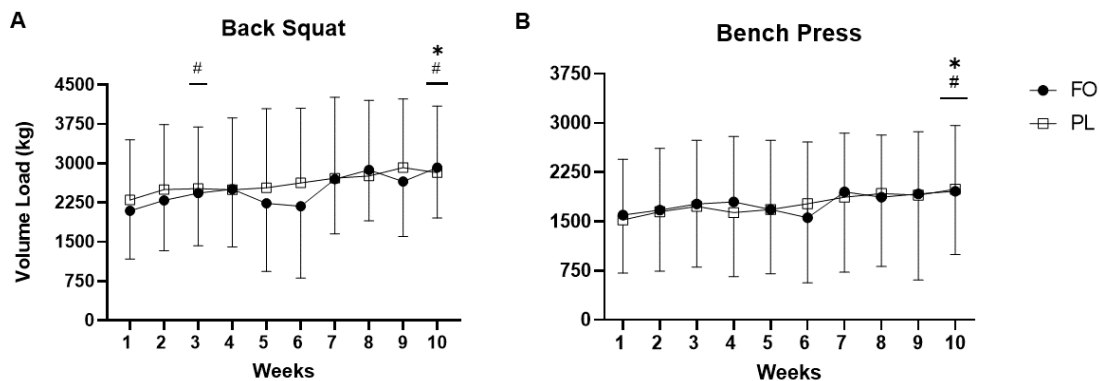 A
Back Squat
#
*
#
Volume Load (kg)
4500
3750
3000
2250
1500
750
0
1 2 3 4 5 6 7 8 9 10
Weeks
B
Bench Press
*
#
3750
3000
2250
1500
750
0
1 2 3 4 5 6 7 8 9 10
Weeks
FO
PL